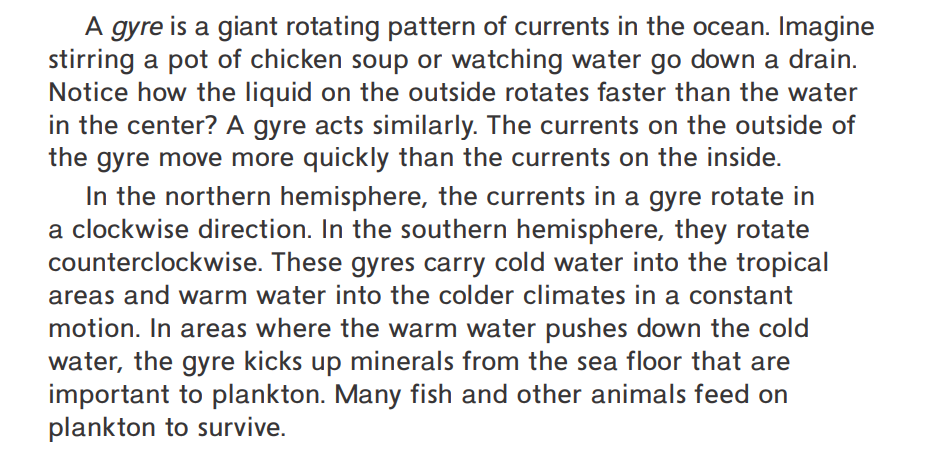 A gyre is a giant rotating pattern of currents in the ocean. Imagine
stirring a pot of chicken soup or watching water go down a drain.
Notice how the liquid on the outside rotates faster than the water
in the center? A gyre acts similarly. The currents on the outside of
the gyre move more quickly than the currents on the inside.
In the northern hemisphere, the currents in a gyre rotate in
a clockwise direction. In the southern hemisphere, they rotate
counterclockwise. These gyres carry cold water into the tropical
areas and warm water into the colder climates in a constant
motion. In areas where the warm water pushes down the cold
water, the gyre kicks up minerals from the sea floor that are
important to plankton. Many fish and other animals feed on
plankton to survive.